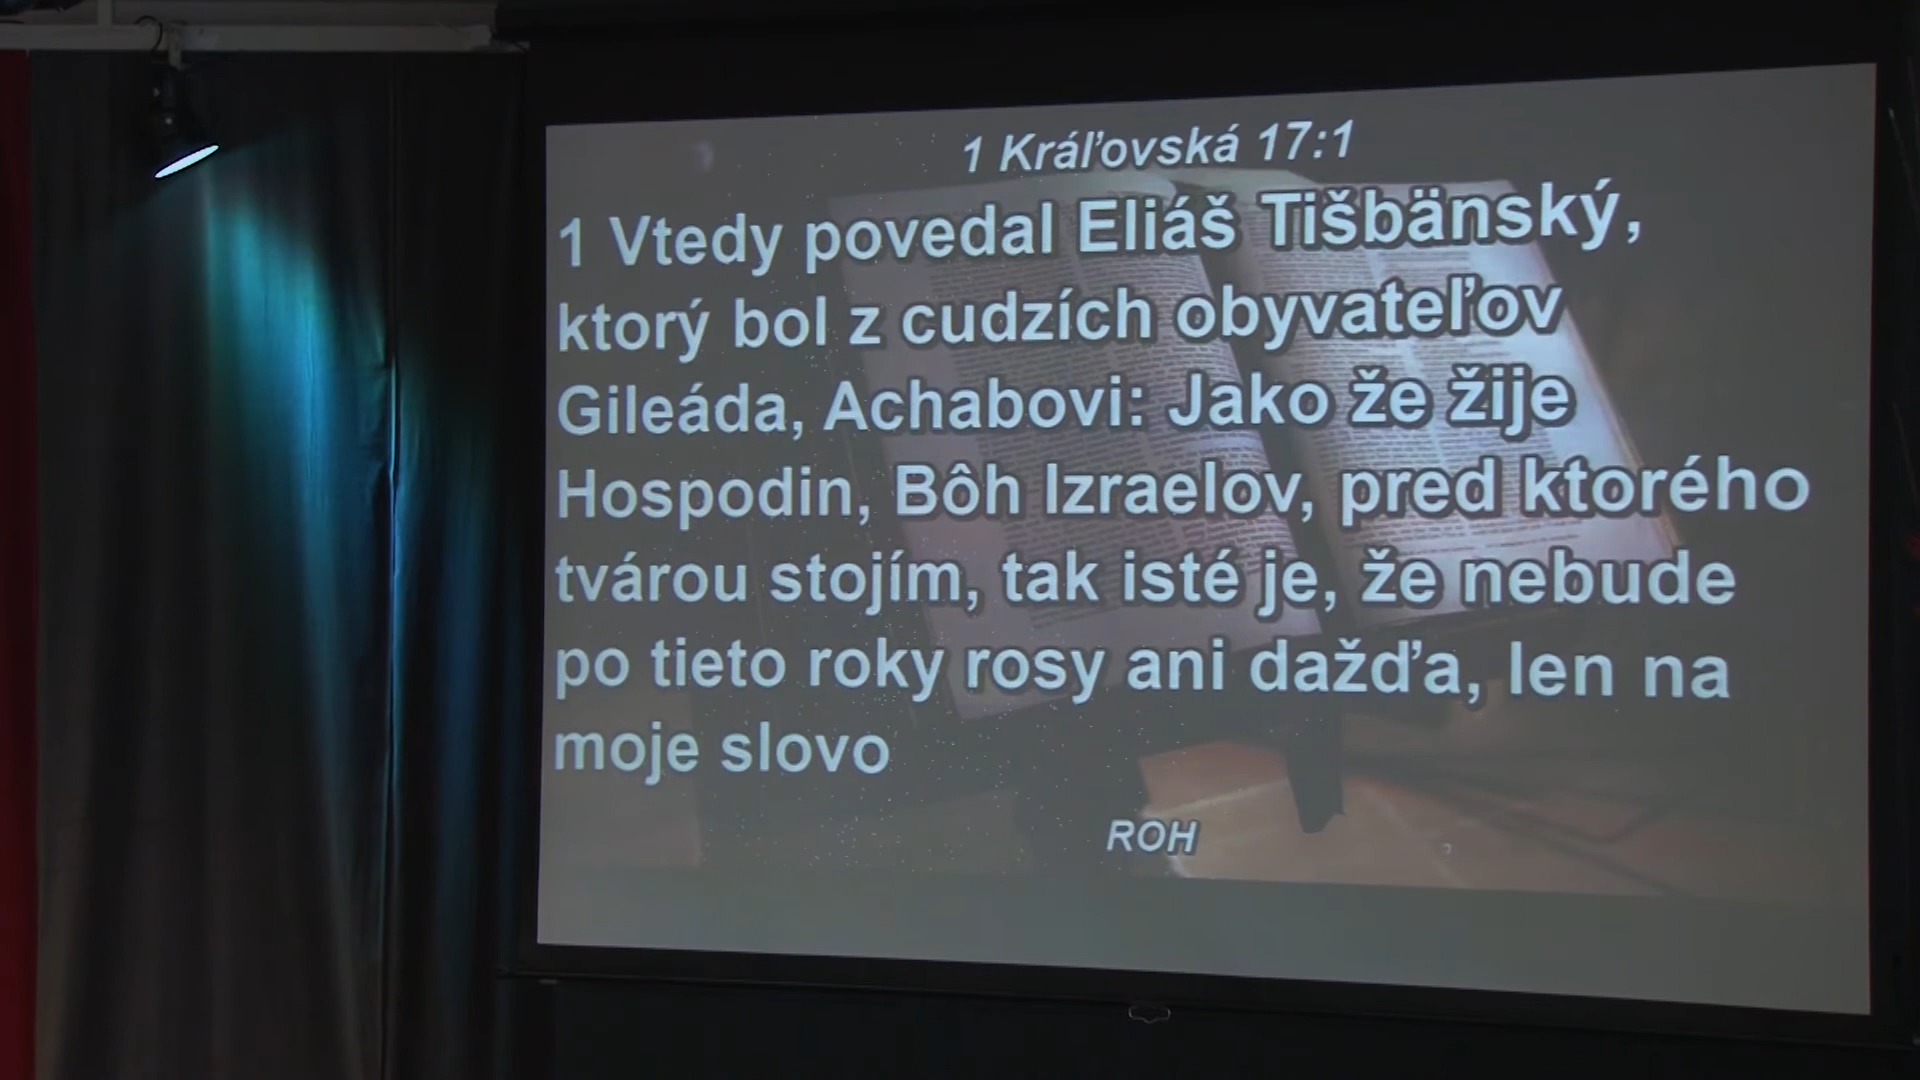 1 Kráľovská 17:1
1 Vtedy povedal Eliáš Tišbänský,
ktorý bol z cudzích obyvateľov
Gileáda, Achabovi: Jako že žije
Hospodin, Bôh Izraelov, pred ktorého
tvárou stojím, tak isté je, že nebude
po tieto roky rosy ani dažďa, len na
moje slovo
ROH